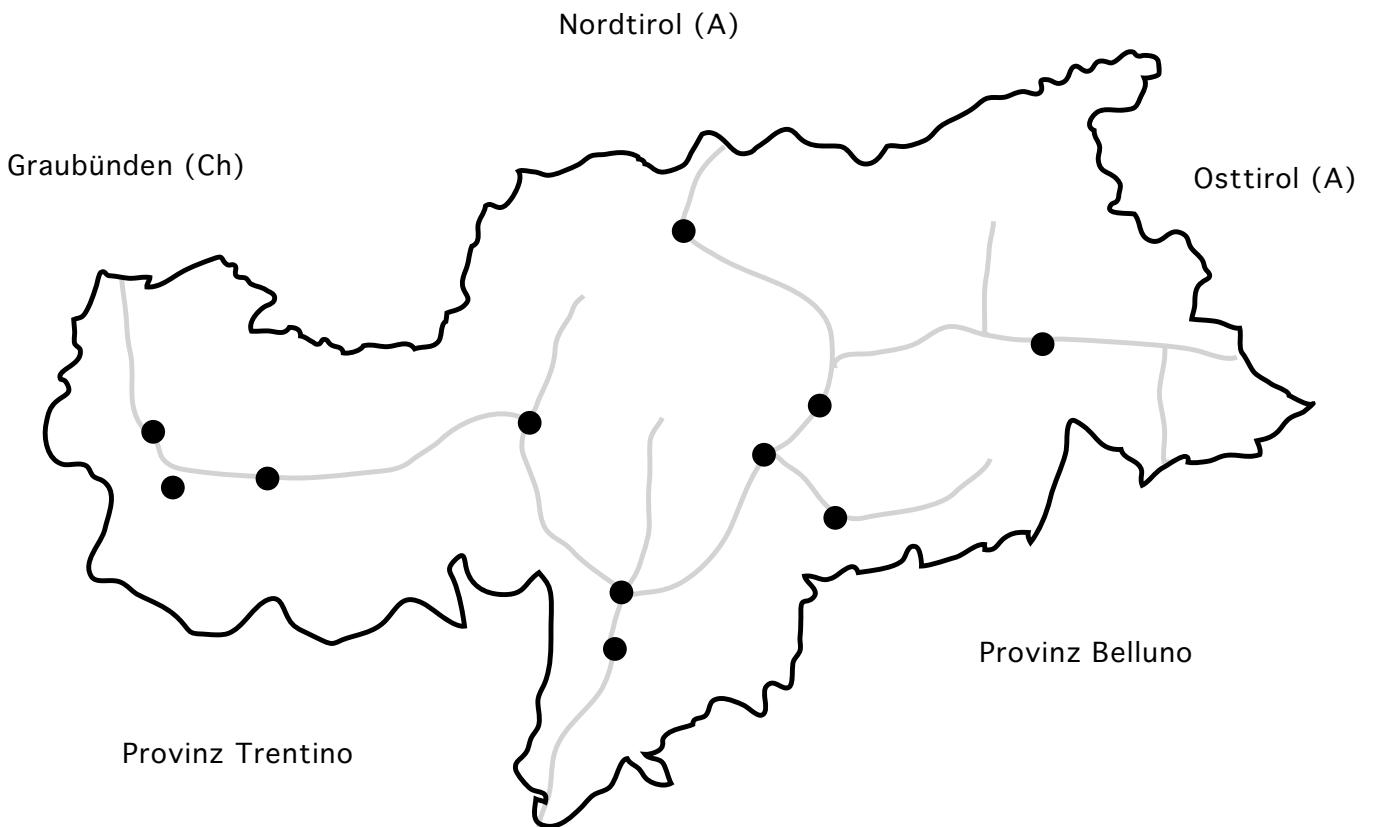 Nordtirol (A)
Graubünden (Ch)
Osttirol (A)
Provinz Belluno
Provinz Trentino